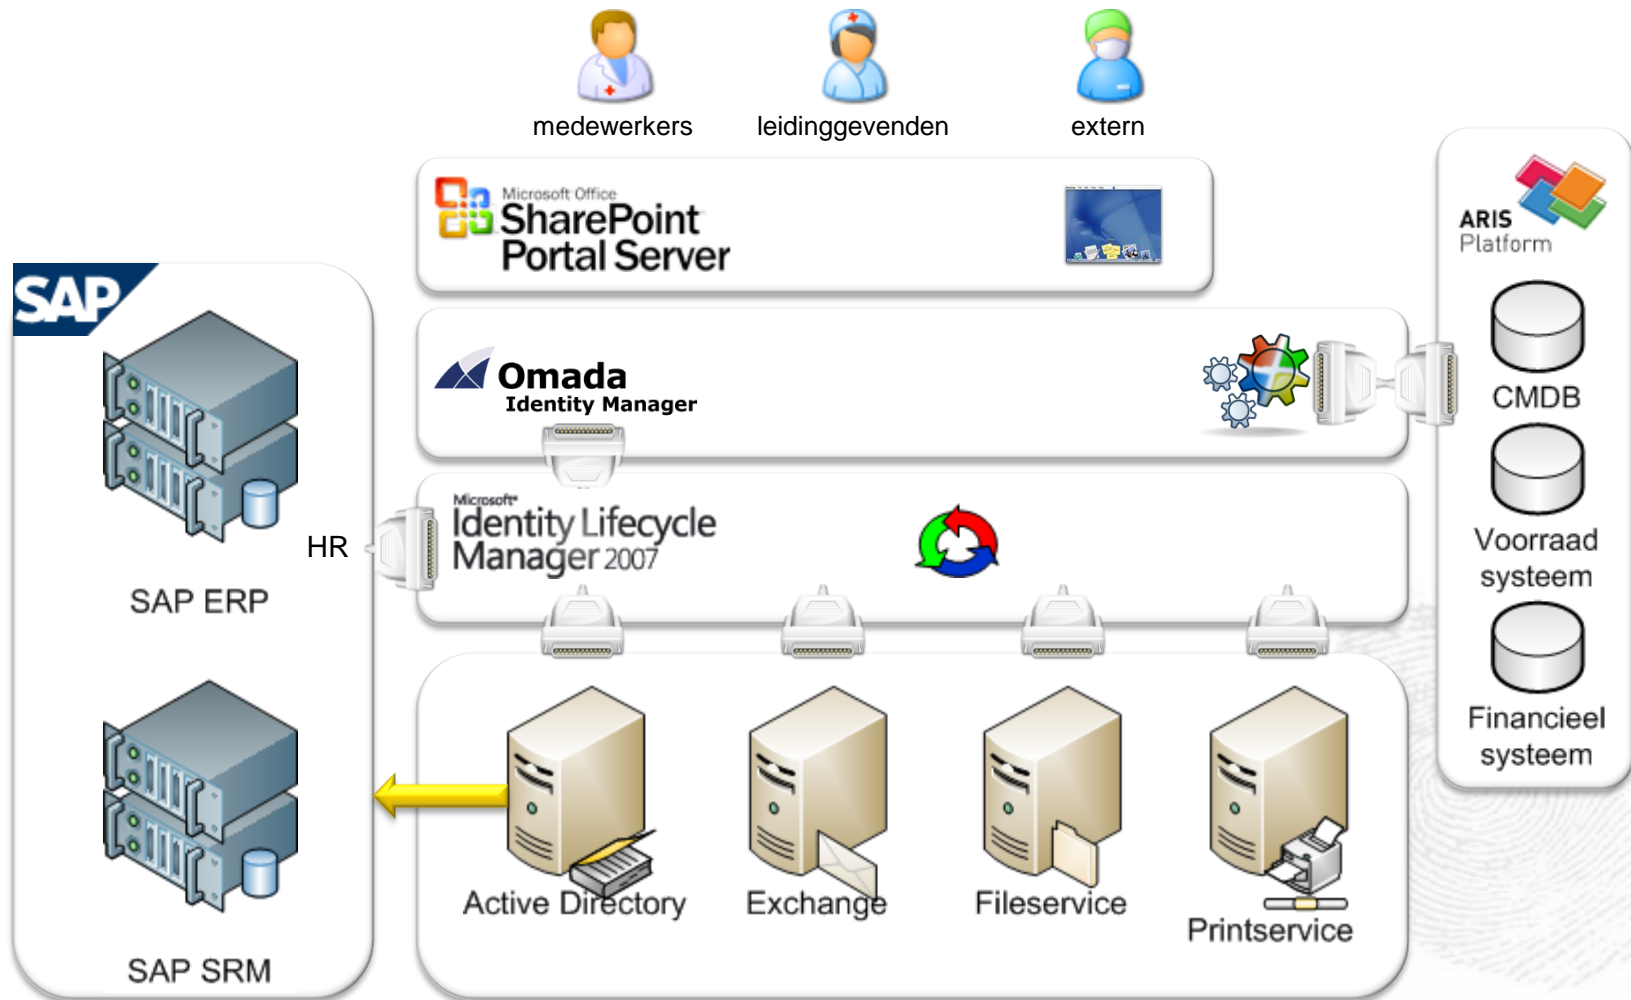 medewerkers
leidinggevenden
extern
Microsoft Office
SharePoint
Portal Server
ARIS
Platform
SAP
Omada
Identity Manager
CMDB
Microsoft
Identity Lifecycle
Manager 2007
HR
Voorraad
systeem
SAP ERP
Financieel
systeem
Active Directory
Exchange
Fileservice
Printservice
SAP SRM